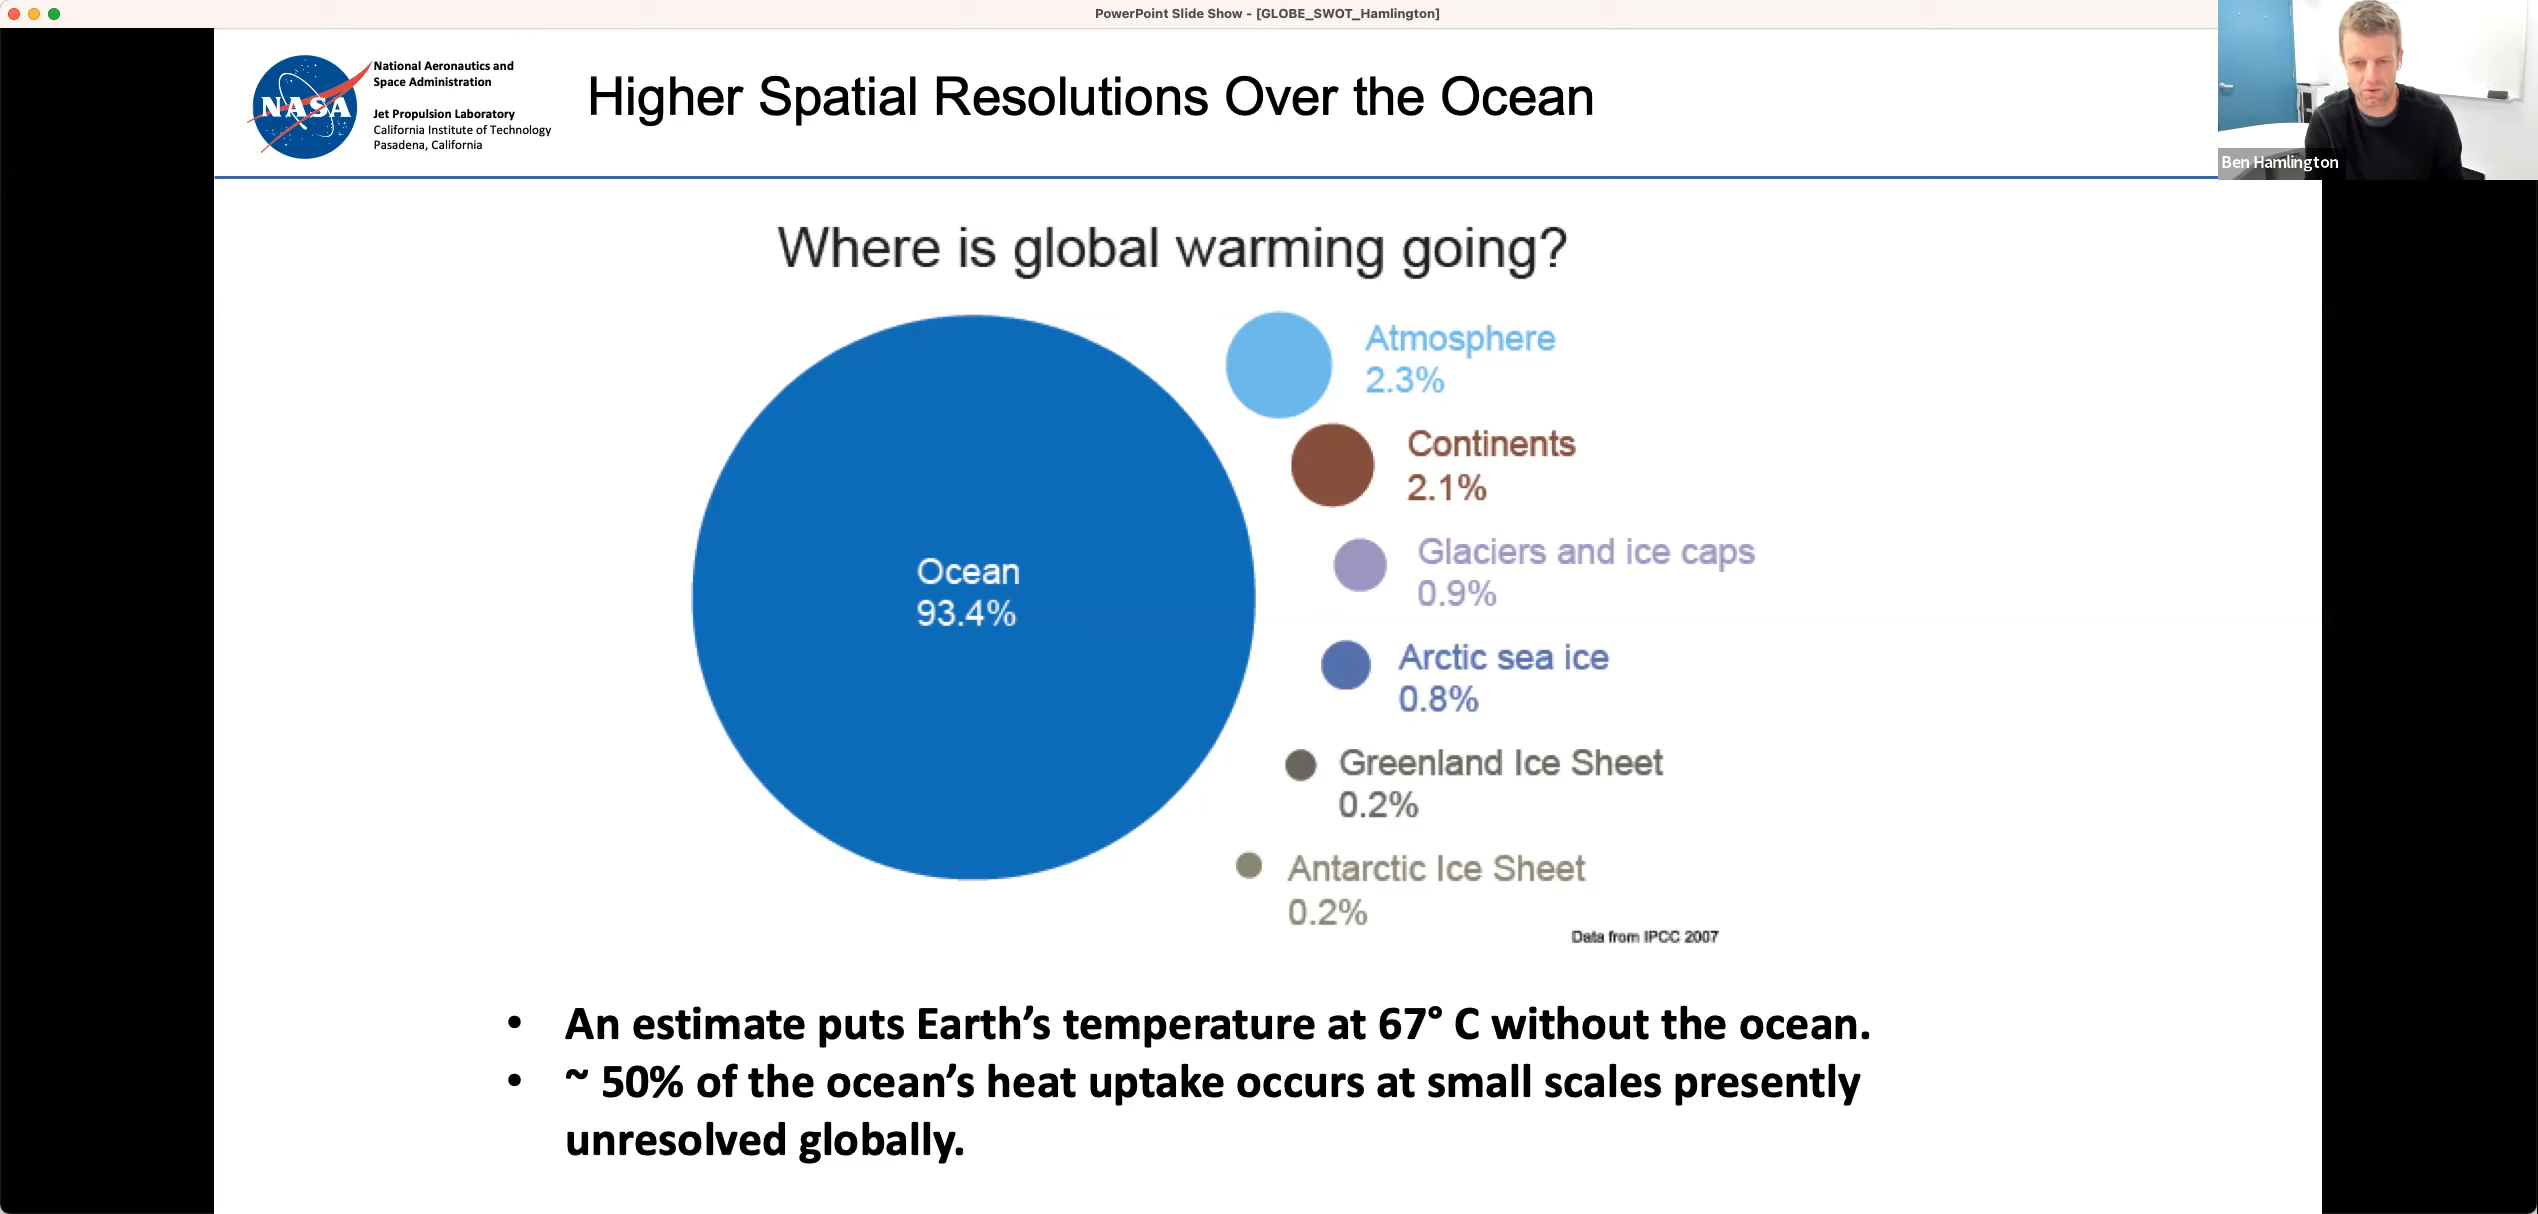 PowerPoint Slide Show - [GLOBE_SWOT_Hamlington]
National Aeronautics and
Space Administration
Jet Propulsion Laboratory
California Institute of Technology
Pasadena, California
NASA
Higher Spatial Resolutions Over the Ocean
Ben Hamlington
Where is global warming going?
Ocean
93.4%
Atmosphere
2.3%
Continents
2.1%
Glaciers and ice caps
0.9%
Arctic sea ice
0.8%
Greenland Ice Sheet
0.2%
Antarctic Ice Sheet
0.2%
Data from IPCC 2007
• An estimate puts Earth’s temperature at 67° C without the ocean.
• ~ 50% of the ocean’s heat uptake occurs at small scales presently
unresolved globally.